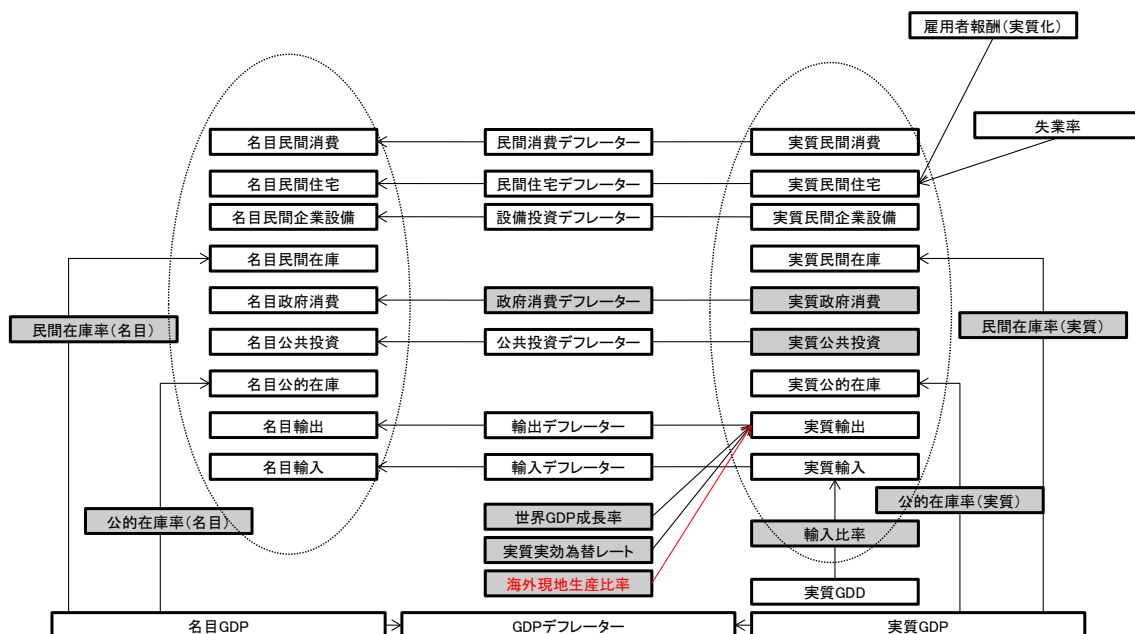 雇用者報酬(実質化)
失業率
名目民間消費
民間消費デフレーター
実質民間消費
名目民間住宅
民間住宅デフレーター
実質民間住宅
名目民間企業設備
設備投資デフレーター
実質民間企業設備
名目民間在庫
実質民間在庫
名目政府消費
政府消費デフレーター
実質政府消費
民間在庫率(名目)
民間在庫率(実質)
名目公共投資
公共投資デフレーター
実質公共投資
名目公的在庫
実質公的在庫
名目輸出
輸出デフレーター
実質輸出
名目輸入
輸入デフレーター
実質輸入
公的在庫率(名目)
公的在庫率(実質)
世界GDP成長率
輸入比率
実質実効為替レート
海外現地生産比率
実質GDD
名目GDP
GDPデフレーター
実質GDP